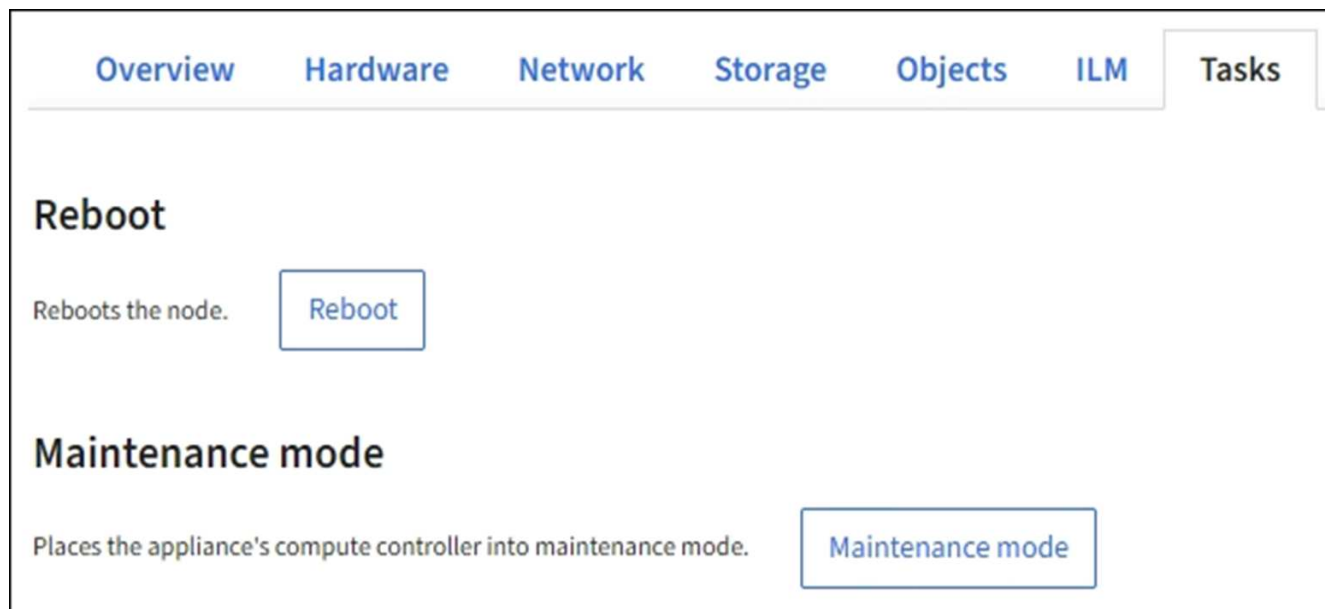 Overview Hardware Network Storage Objects ILM Tasks
Reboot
Reboots the node. Reboot
Maintenance mode
Places the appliance's compute controller into maintenance mode. Maintenance mode